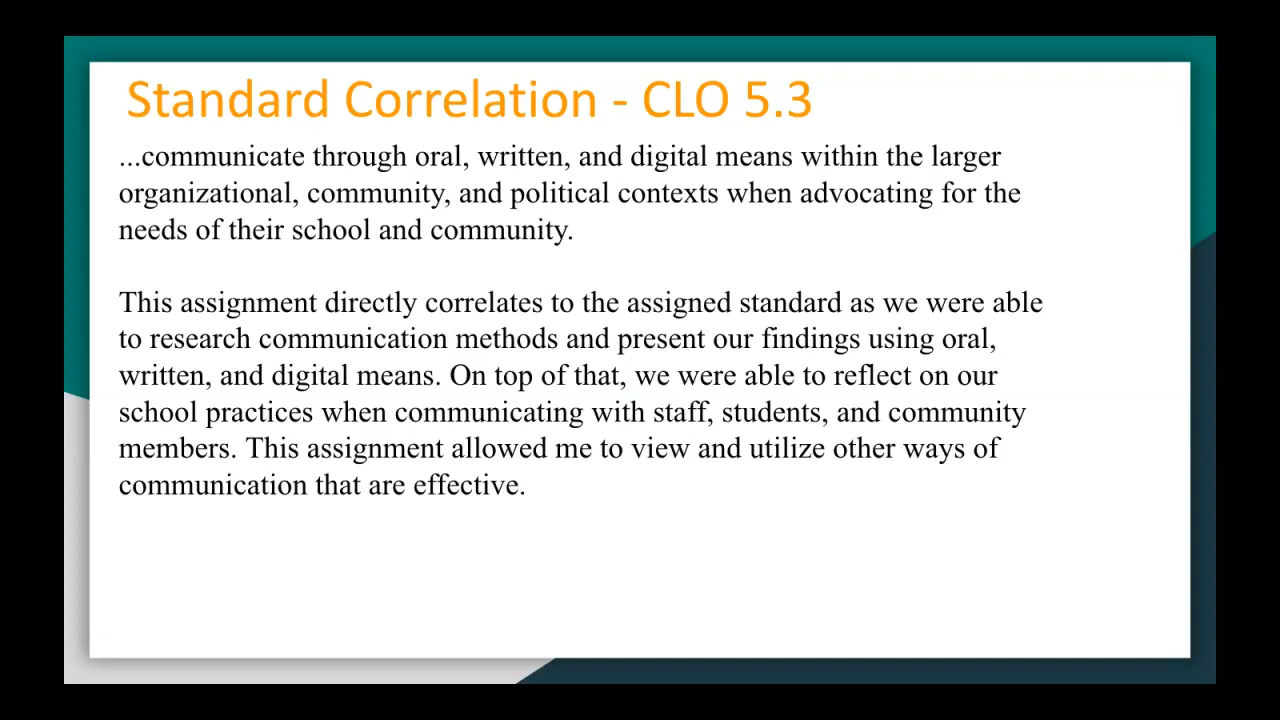 Standard Correlation - CLO 5.3
...communicate through oral, written, and digital means within the larger
organizational, community, and political contexts when advocating for the
needs of their school and community.
This assignment directly correlates to the assigned standard as we were able
to research communication methods and present our findings using oral,
written, and digital means. On top of that, we were able to reflect on our
school practices when communicating with staff, students, and community
members. This assignment allowed me to view and utilize other ways of
communication that are effective.